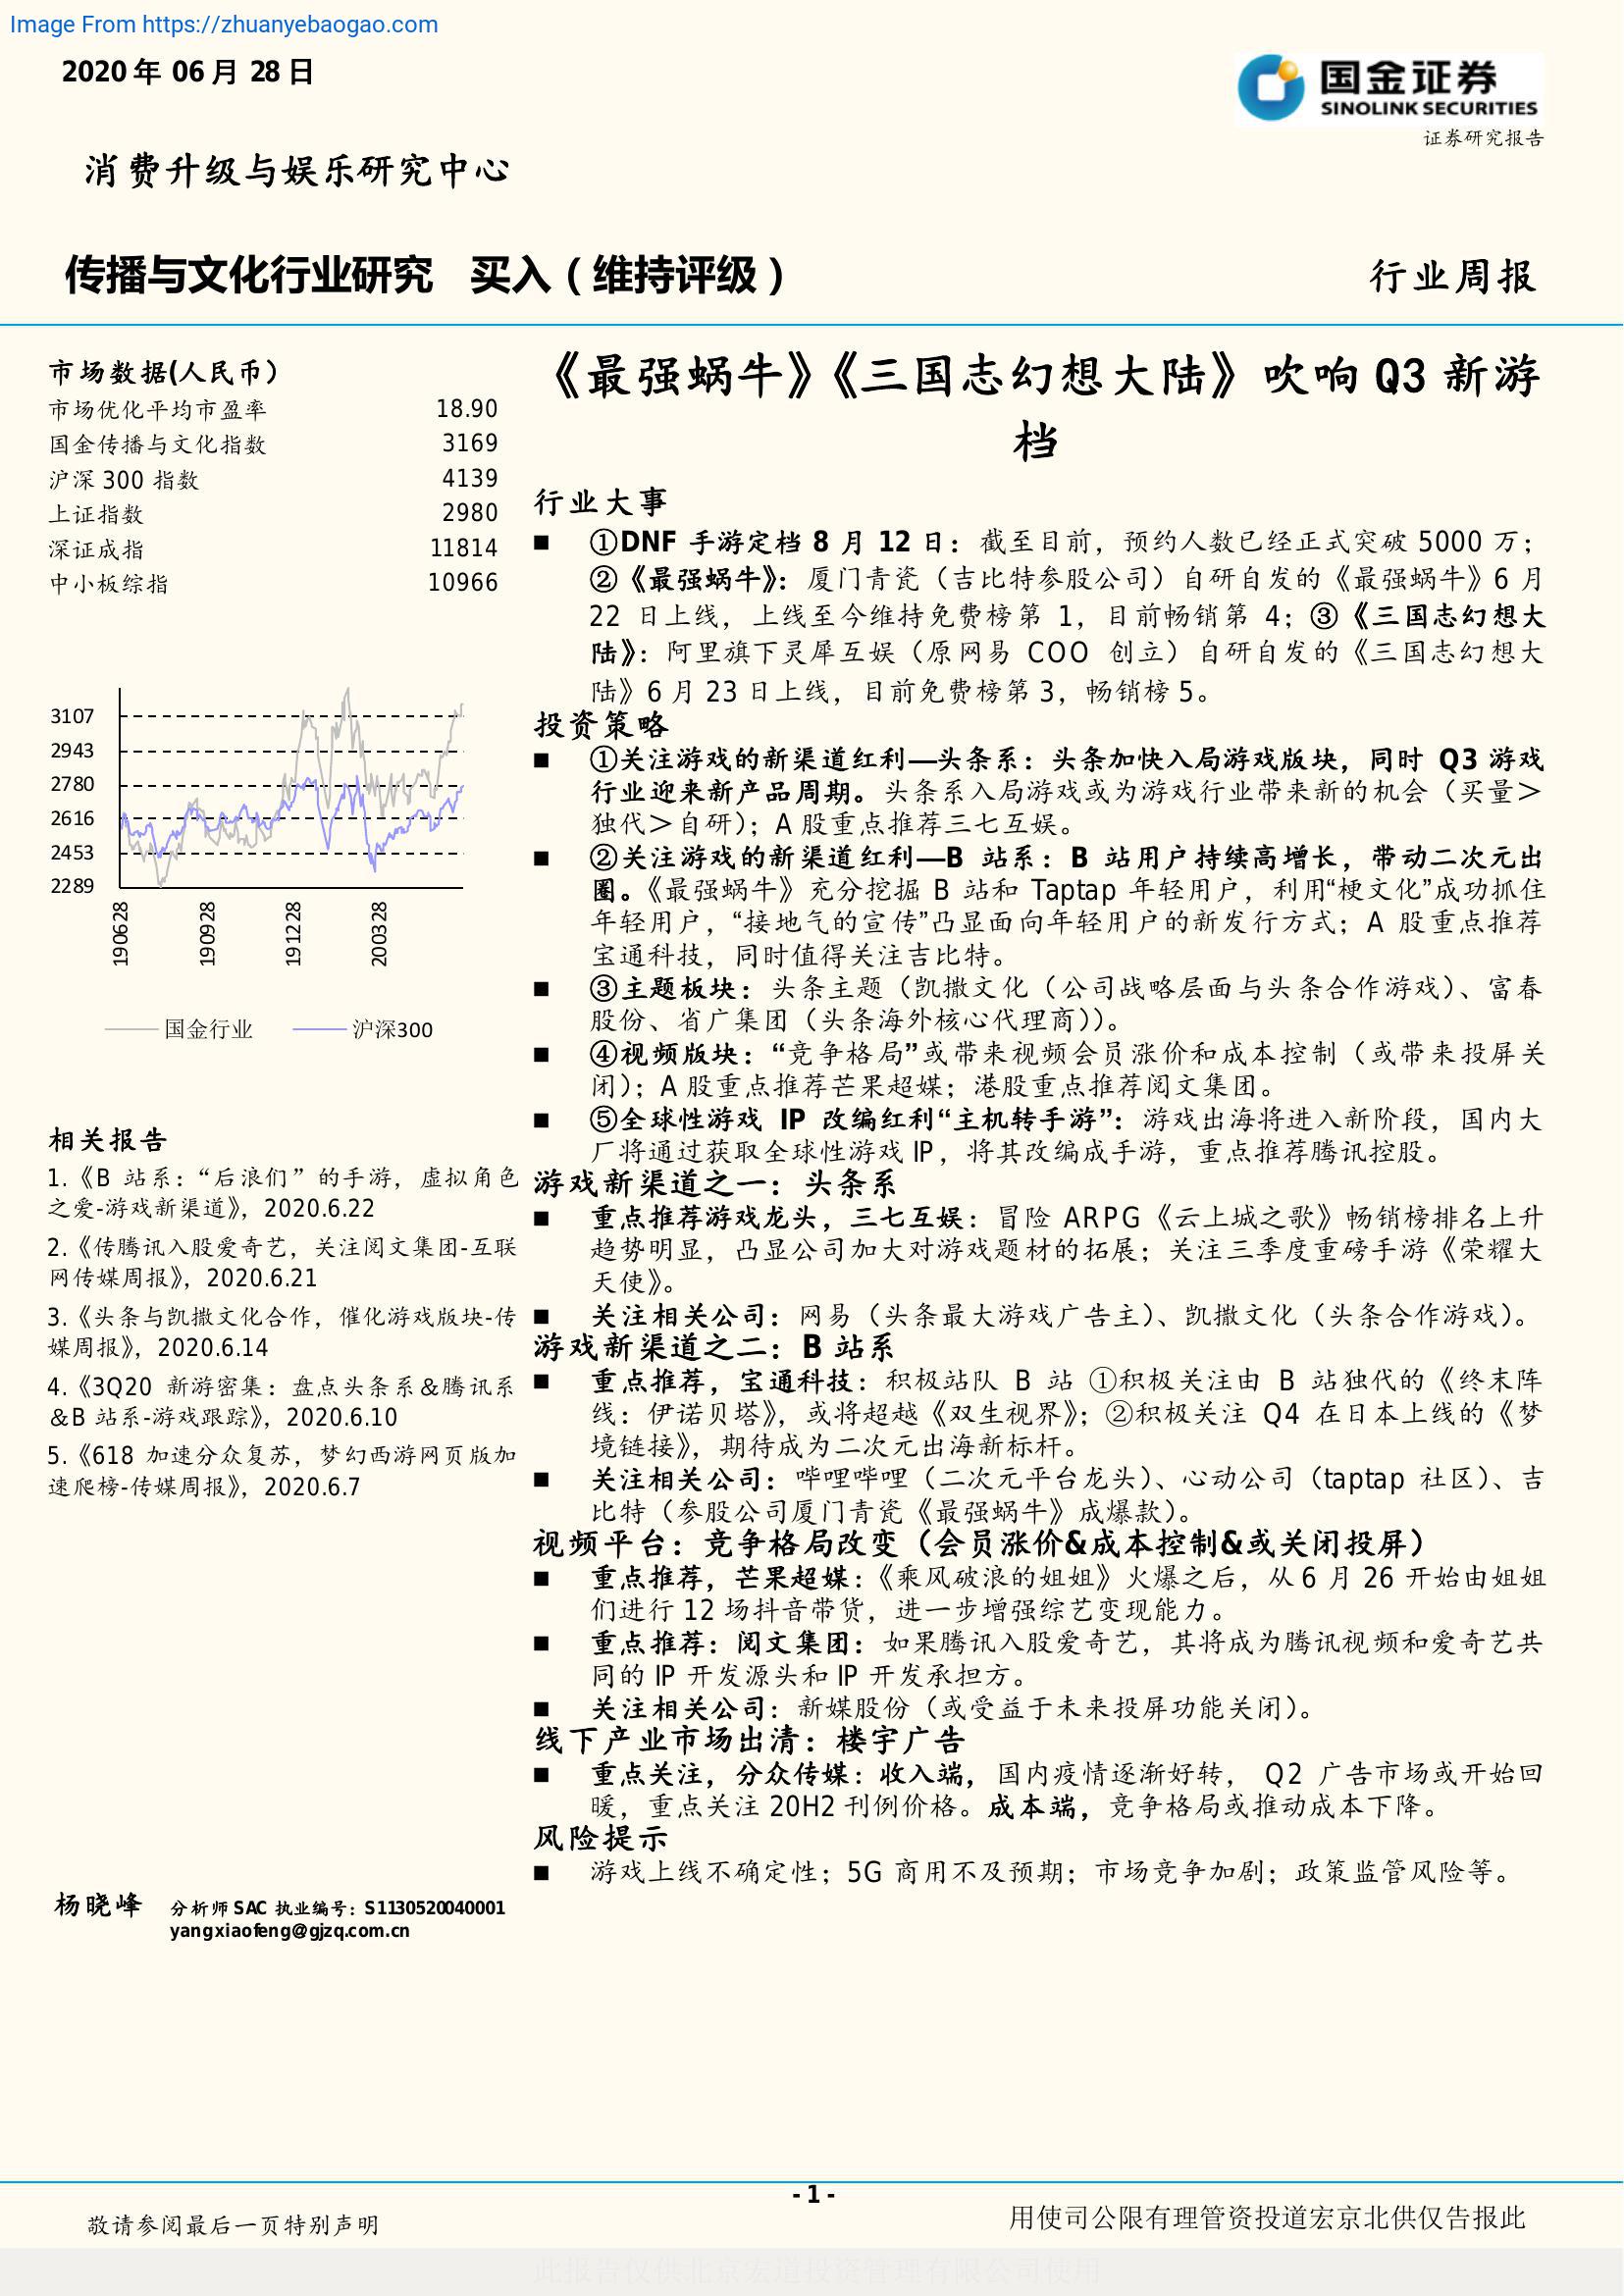 Image From https://zhuanyebaogao.com
2020 年 06 月 28 日
国金证券
SINOLINK SECURITIES
证券研究报告
消费升级与娱乐研究中心
传播与文化行业研究 买入(维持评级)
行业周报
市场数据(人民币)
市场优化平均市盈率 18.90
国金传播与文化指数 3169
沪深 300 指数 4139
上证指数 2980
深证成指 11814
中小板综指 10966
3107
2943
2780
2616
2453
2289
190628
190928
191228
200328
国金行业 沪深300
相关报告
1.《B 站系：“后浪们”的手游，虚拟角色
之爱-游戏新渠道》，2020.6.22
2.《传腾讯入股爱奇艺，关注阅文集团-互联
网传媒周报》，2020.6.21
3.《头条与凯撒文化合作，催化游戏版块-传
媒周报》，2020.6.14
4.《3Q20 新游密集：盘点头条系&腾讯系
&B 站系-游戏跟踪》，2020.6.10
5.《618 加速分众复苏，梦幻西游网页版加
速爬榜-传媒周报》，2020.6.7
杨晓峰 分析师 SAC 执业编号：S1130520040001
yangxiaofeng@gjzq.com.cn
《最强蜗牛》《三国志幻想大陆》吹响 Q3 新游
档
行业大事
■ ①DNF 手游定档 8 月 12 日：截至目前，预约人数已经正式突破 5000 万；
②《最强蜗牛》：厦门青瓷（吉比特参股公司）自研自发的《最强蜗牛》6 月
22 日上线，上线至今维持免费榜第 1，目前畅销第 4；③《三国志幻想大
陆》：阿里旗下灵犀互娱（原网易 COO 创立）自研自发的《三国志幻想大
陆》6 月 23 日上线，目前免费榜第 3，畅销榜 5。
投资策略
■ ①关注游戏的新渠道红利—头条系：头条加快入局游戏版块，同时 Q3 游戏
行业迎来新产品周期。头条系入局游戏或为游戏行业带来新的机会（买量＞
独代＞自研）；A 股重点推荐三七互娱。
■ ②关注游戏的新渠道红利—B 站系：B 站用户持续高增长，带动二次元出
圈。《最强蜗牛》充分挖掘 B 站和 Taptap 年轻用户，利用“梗文化”成功抓住
年轻用户，“接地气的宣传”凸显面向年轻用户的新发行方式；A 股重点推荐
宝通科技，同时值得关注吉比特。
■ ③主题板块：头条主题（凯撒文化（公司战略层面与头条合作游戏）、富春
股份、省广集团（头条海外核心代理商））。
■ ④视频版块：“竞争格局”或带来视频会员涨价和成本控制（或带来投屏关
闭）；A 股重点推荐芒果超媒；港股重点推荐阅文集团。
■ ⑤全球性游戏 IP 改编红利“主机转手游”：游戏出海将进入新阶段，国内大
厂将通过获取全球性游戏 IP，将其改编成手游，重点推荐腾讯控股。
游戏新渠道之一：头条系
■ 重点推荐游戏龙头，三七互娱：冒险 ARPG《云上城之歌》畅销榜排名上升
趋势明显，凸显公司加大对游戏题材的拓展；关注三季度重磅手游《荣耀大
天使》。
■ 关注相关公司：网易（头条最大游戏广告主）、凯撒文化（头条合作游戏）。
游戏新渠道之二：B 站系
■ 重点推荐，宝通科技：积极站队 B 站 ①积极关注由 B 站独代的《终末阵
线：伊诺贝塔》，或将超越《双生视界》；②积极关注 Q4 在日本上线的《梦
境链接》，期待成为二次元出海新标杆。
■ 关注相关公司：哔哩哔哩（二次元平台龙头）、心动公司（taptap 社区）、吉
比特（参股公司厦门青瓷《最强蜗牛》成爆款）。
视频平台：竞争格局改变（会员涨价&成本控制&或关闭投屏）
■ 重点推荐，芒果超媒：《乘风破浪的姐姐》火爆之后，从 6 月 26 开始由姐姐
们进行 12 场抖音带货，进一步增强综艺变现能力。
■ 重点推荐：阅文集团：如果腾讯入股爱奇艺，其将成为腾讯视频和爱奇艺共
同的 IP 开发源头和 IP 开发承担方。
■ 关注相关公司：新媒股份（或受益于未来投屏功能关闭）。
线下产业市场出清：楼宇广告
■ 重点关注，分众传媒：收入端，国内疫情逐渐好转， Q2 广告市场或开始回
暖，重点关注 20H2 刊例价格。成本端，竞争格局或推动成本下降。
风险提示
■ 游戏上线不确定性；5G 商用不及预期；市场竞争加剧；政策监管风险等。
- 1 -
敬请参阅最后一页特别声明
用使司公限有理管资投道宏京北供仅告报此
此报告仅供北京宏道投资管理有限公司使用